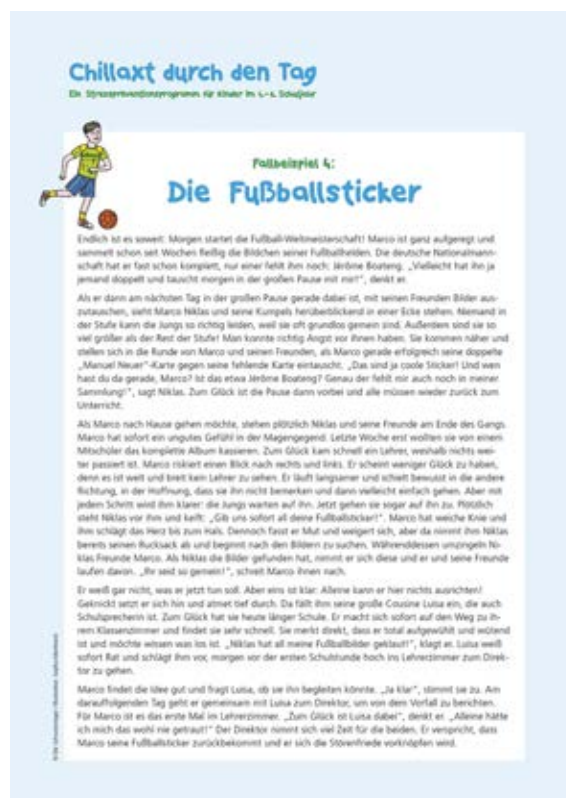 Chillaxt durch den Tag
Ein Stresspräventionsprogramm für Kinder im 4.-6. Schuljahr
Fallbeispiel 4:
Die Fußballsticker
Endlich ist es soweit: Morgen startet die Fußball-Weltmeisterschaft! Marco ist ganz aufgeregt und
sammelt schon seit Wochen fleißig die Bildchen seiner Fußballhelden. Die deutsche Nationalmann-
schaft hat er fast schon komplett, nur einer fehlt ihm noch: Jérôme Boateng. „Vielleicht hat ihn ja
jemand doppelt und tauscht morgen in der großen Pause mit mir!“, denkt er.
Als er dann am nächsten Tag in der großen Pause gerade dabei ist, mit seinen Freunden Bilder aus-
zutauschen, sieht Marco Niklas und seine Kumpels herüberblickend in einer Ecke stehen. Niemand in
der Stufe kann die Jungs so richtig leiden, weil sie oft grundlos gemein sind. Außerdem sind sie so
viel größer als der Rest der Stufe! Man konnte richtig Angst vor ihnen haben. Sie kommen näher und
stellen sich in die Runde von Marco und seinen Freunden, als Marco gerade erfolgreich seine doppelte
„Manuel Neuer“-Karte gegen seine fehlende Karte eintauscht. „Das sind ja coole Sticker! Und wen
hast du da gerade, Marco? Ist das etwa Jérôme Boateng? Genau der fehlt mir auch noch in meiner
Sammlung!“, sagt Niklas. Zum Glück ist die Pause dann vorbei und alle müssen wieder zurück zum
Unterricht.
Als Marco nach Hause gehen möchte, stehen plötzlich Niklas und seine Freunde am Ende des Gangs.
Marco hat sofort ein ungutes Gefühl in der Magengegend. Letzte Woche erst wollten sie von einem
Mitschüler das komplette Album kassieren. Zum Glück kam schnell ein Lehrer, weshalb nichts wei-
ter passiert ist. Marco riskiert einen Blick nach rechts und links. Er scheint weniger Glück zu haben,
denn es ist weit und breit kein Lehrer zu sehen. Er läuft langsamer und schielt bewusst in die andere
Richtung, in der Hoffnung, dass sie ihn nicht bemerken und dann vielleicht einfach gehen. Aber mit
jedem Schritt wird ihm klarer: die Jungs warten auf ihn. Jetzt gehen sie sogar auf ihn zu. Plötzlich
steht Niklas vor ihm und keift: „Gib uns sofort all deine Fußballsticker!“. Marco hat weiche Knie und
ihm schlägt das Herz bis zum Hals. Dennoch fasst er Mut und weigert sich, aber da nimmt ihm Niklas
bereits seinen Rucksack ab und beginnt nach den Bildern zu suchen. Währenddessen umzingeln Ni-
klas Freunde Marco. Als Niklas die Bilder gefunden hat, nimmt er sich diese und er und seine Freunde
laufen davon. „Ihr seid so gemein!“, schreit Marco ihnen nach.
Er weiß gar nicht, was er jetzt tun soll. Aber eins ist klar: Alleine kann er hier nichts ausrichten!
Geknickt setzt er sich hin und atmet tief durch. Da fällt ihm seine große Cousine Luisa ein, die auch
Schulsprecherin ist. Zum Glück hat sie heute länger Schule. Er macht sich sofort auf den Weg zu ih-
rem Klassenzimmer und findet sie sehr schnell. Sie merkt direkt, dass er total aufgewühlt und wütend
ist und möchte wissen was los ist. „Niklas hat all meine Fußballbilder geklaut!“, klagt er. Luisa weiß
sofort Rat und schlägt ihm vor, morgen vor der ersten Schulstunde hoch ins Lehrerzimmer zum Direk-
tor zu gehen.
Marco findet die Idee gut und fragt Luisa, ob sie ihn begleiten könnte. „Ja klar“, stimmt sie zu. Am
darauffolgenden Tag geht er gemeinsam mit Luisa zum Direktor, um von dem Vorfall zu berichten.
Für Marco ist es das erste Mal im Lehrerzimmer. „Zum Glück ist Luisa dabei“, denkt er. „Alleine hätte
ich mich das wohl nie getraut!“ Der Direktor nimmt sich viel Zeit für die beiden. Er verspricht, dass
Marco seine Fußballsticker zurückbekommt und er sich die Störenfriede vorknöpfen wird.